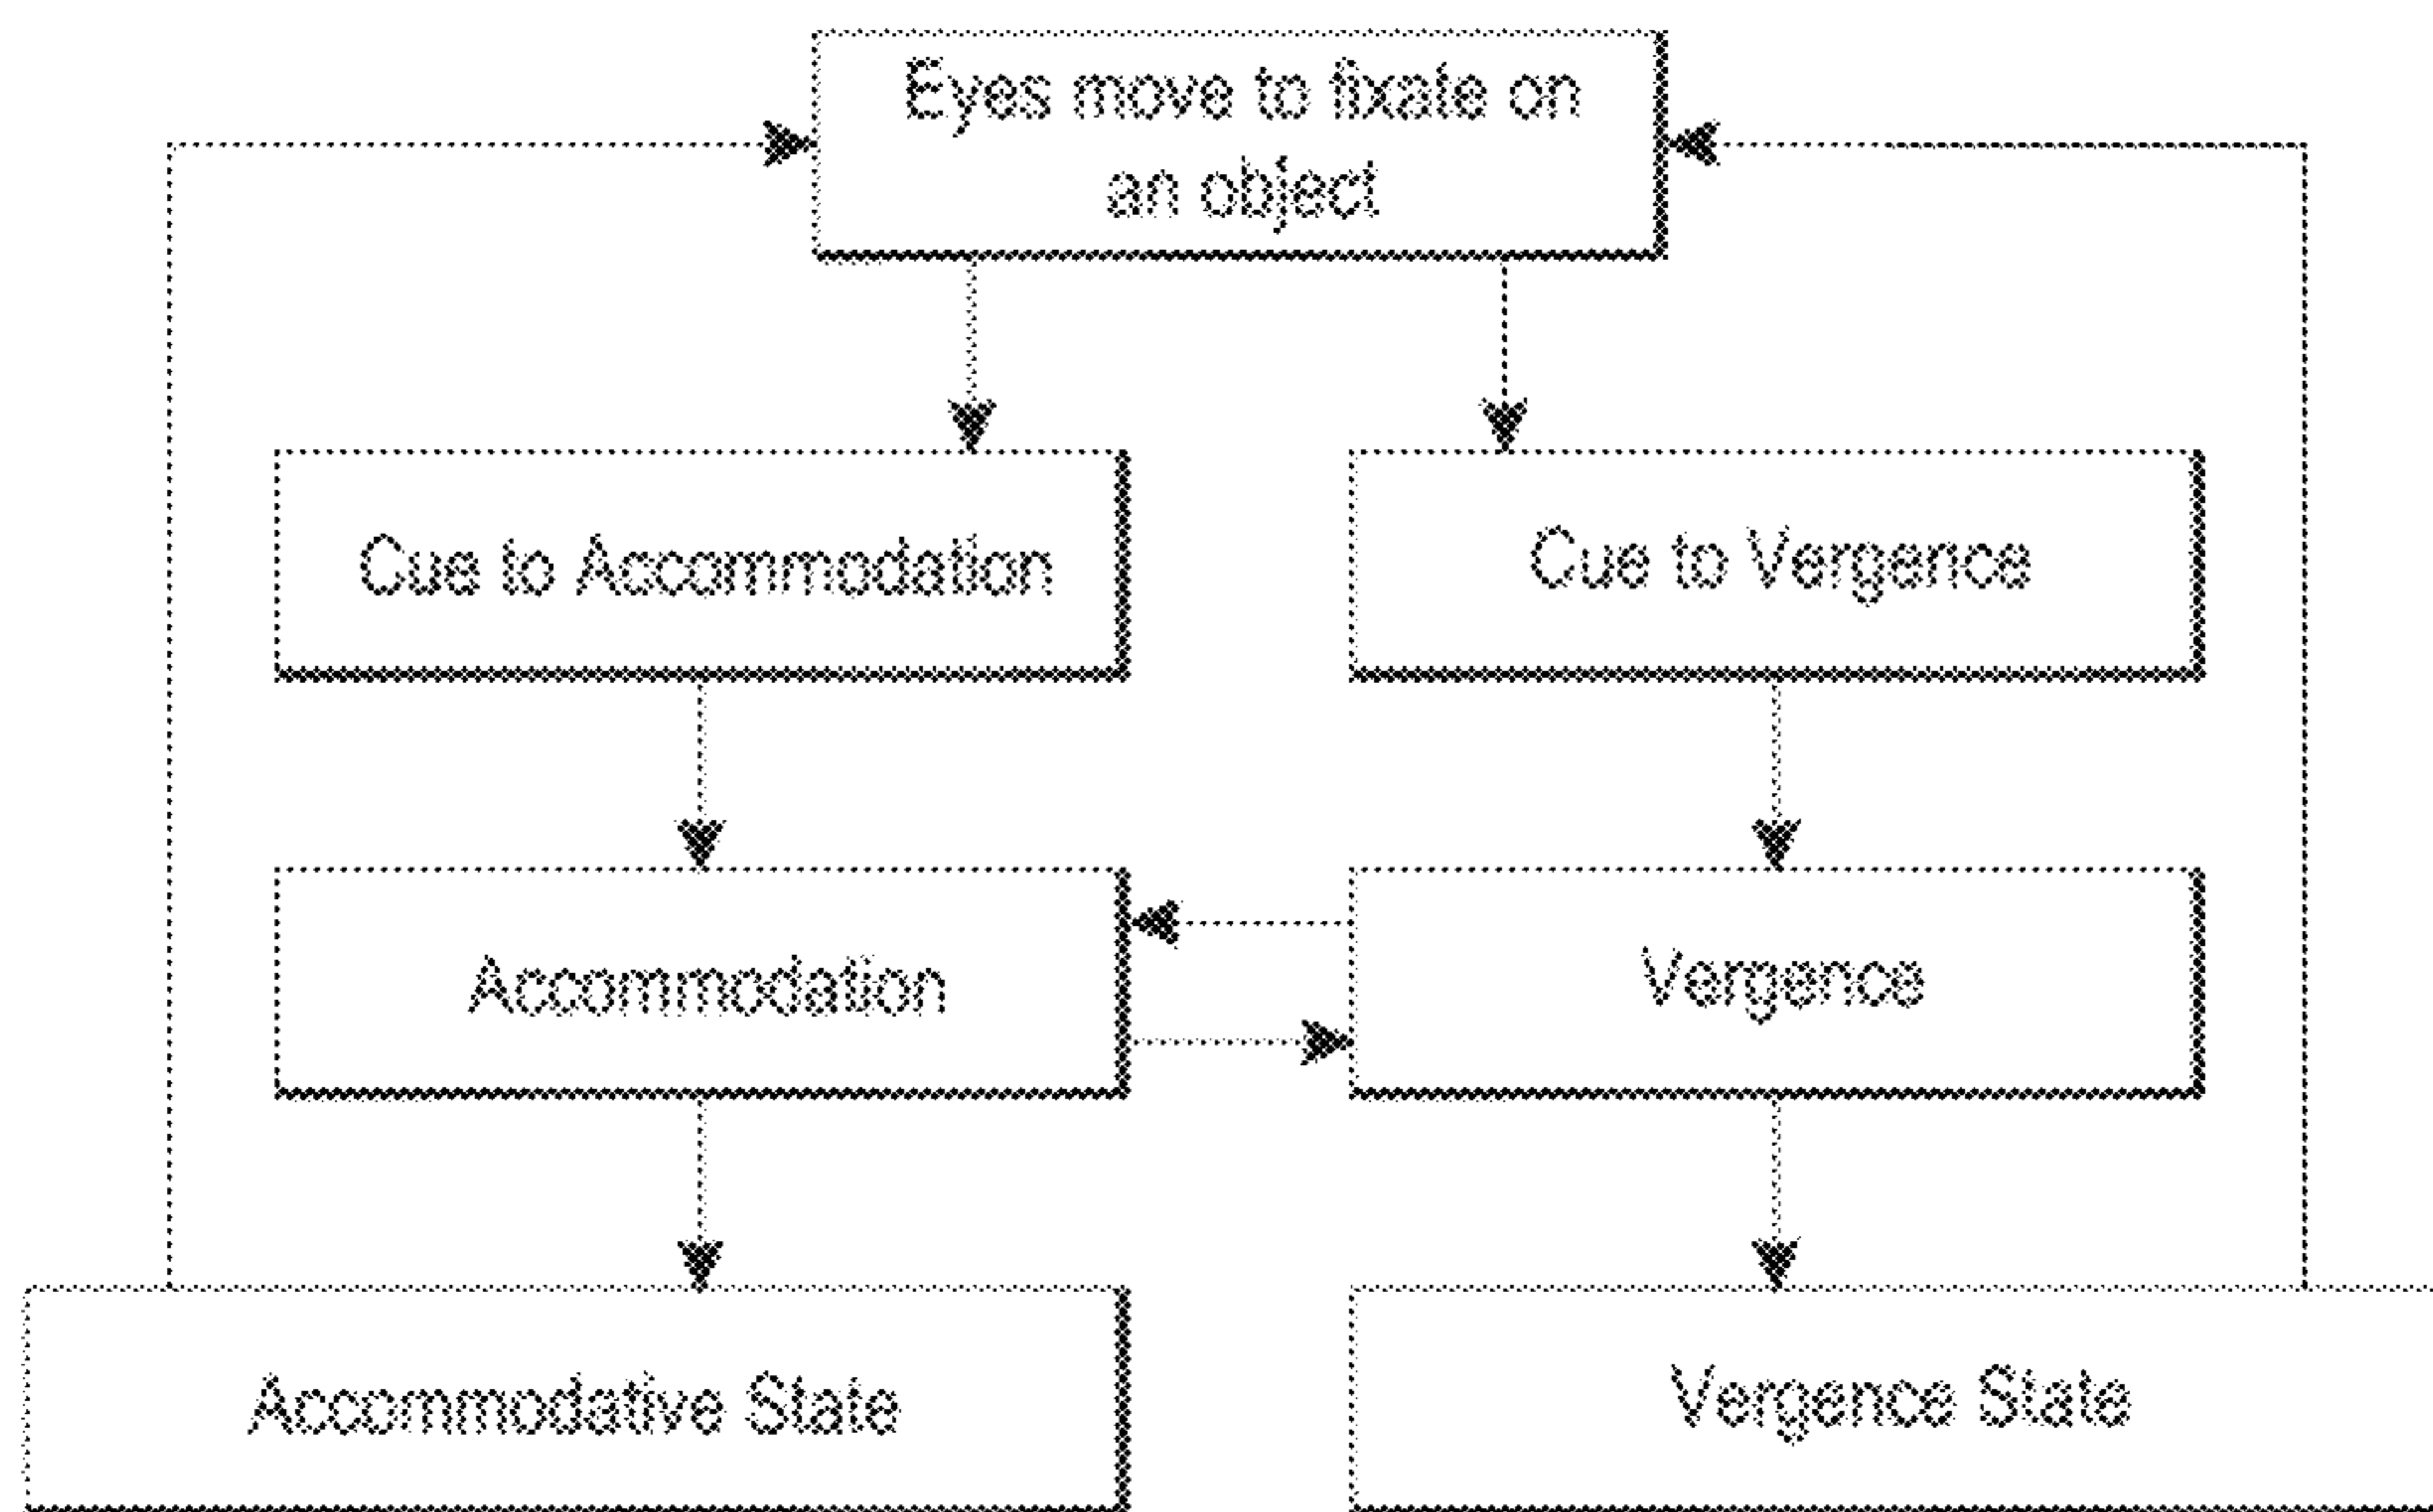 Eyes move to fixate on
an object
Cue to Accommodation
Cue to Vergence
Accommodation
Vergence
Accommodative State
Vergence State